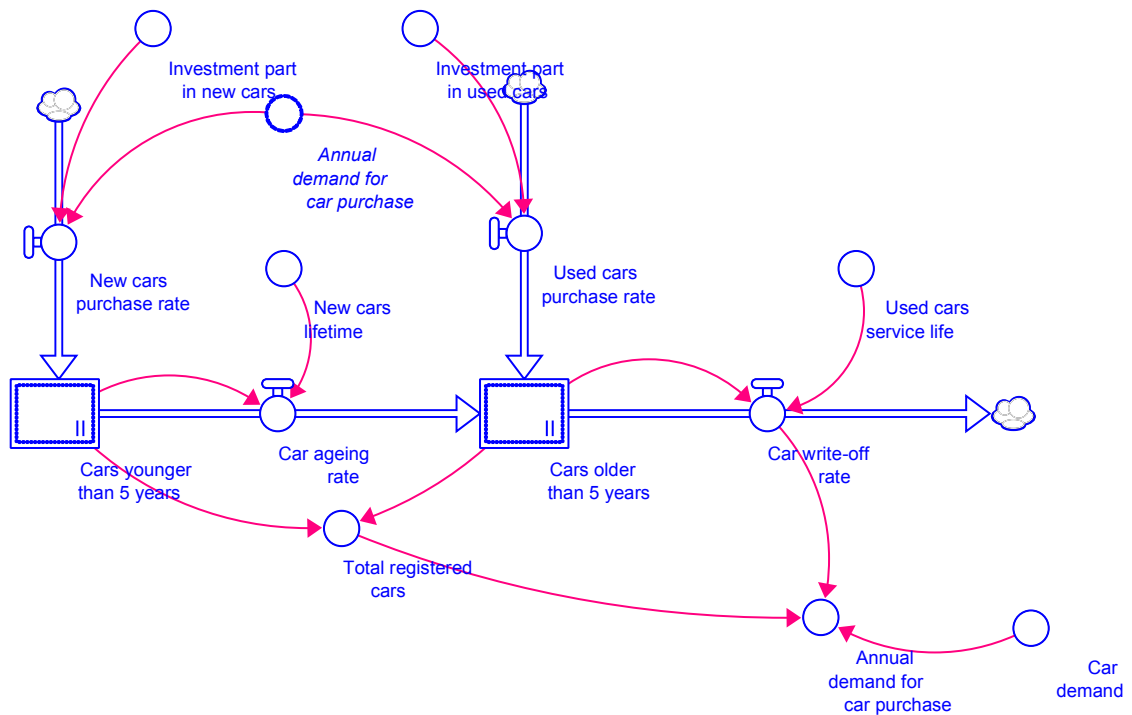 Investment part
in new cars
Investment part
in used cars
Annual
demand for
car purchase
New cars
purchase rate
New cars
lifetime
Used cars
purchase rate
Used cars
service life
II
II
Cars younger
than 5 years
Car ageing
rate
Cars older
than 5 years
Car write-off
rate
Total registered
cars
Annual
demand for
car purchase
Car
demand